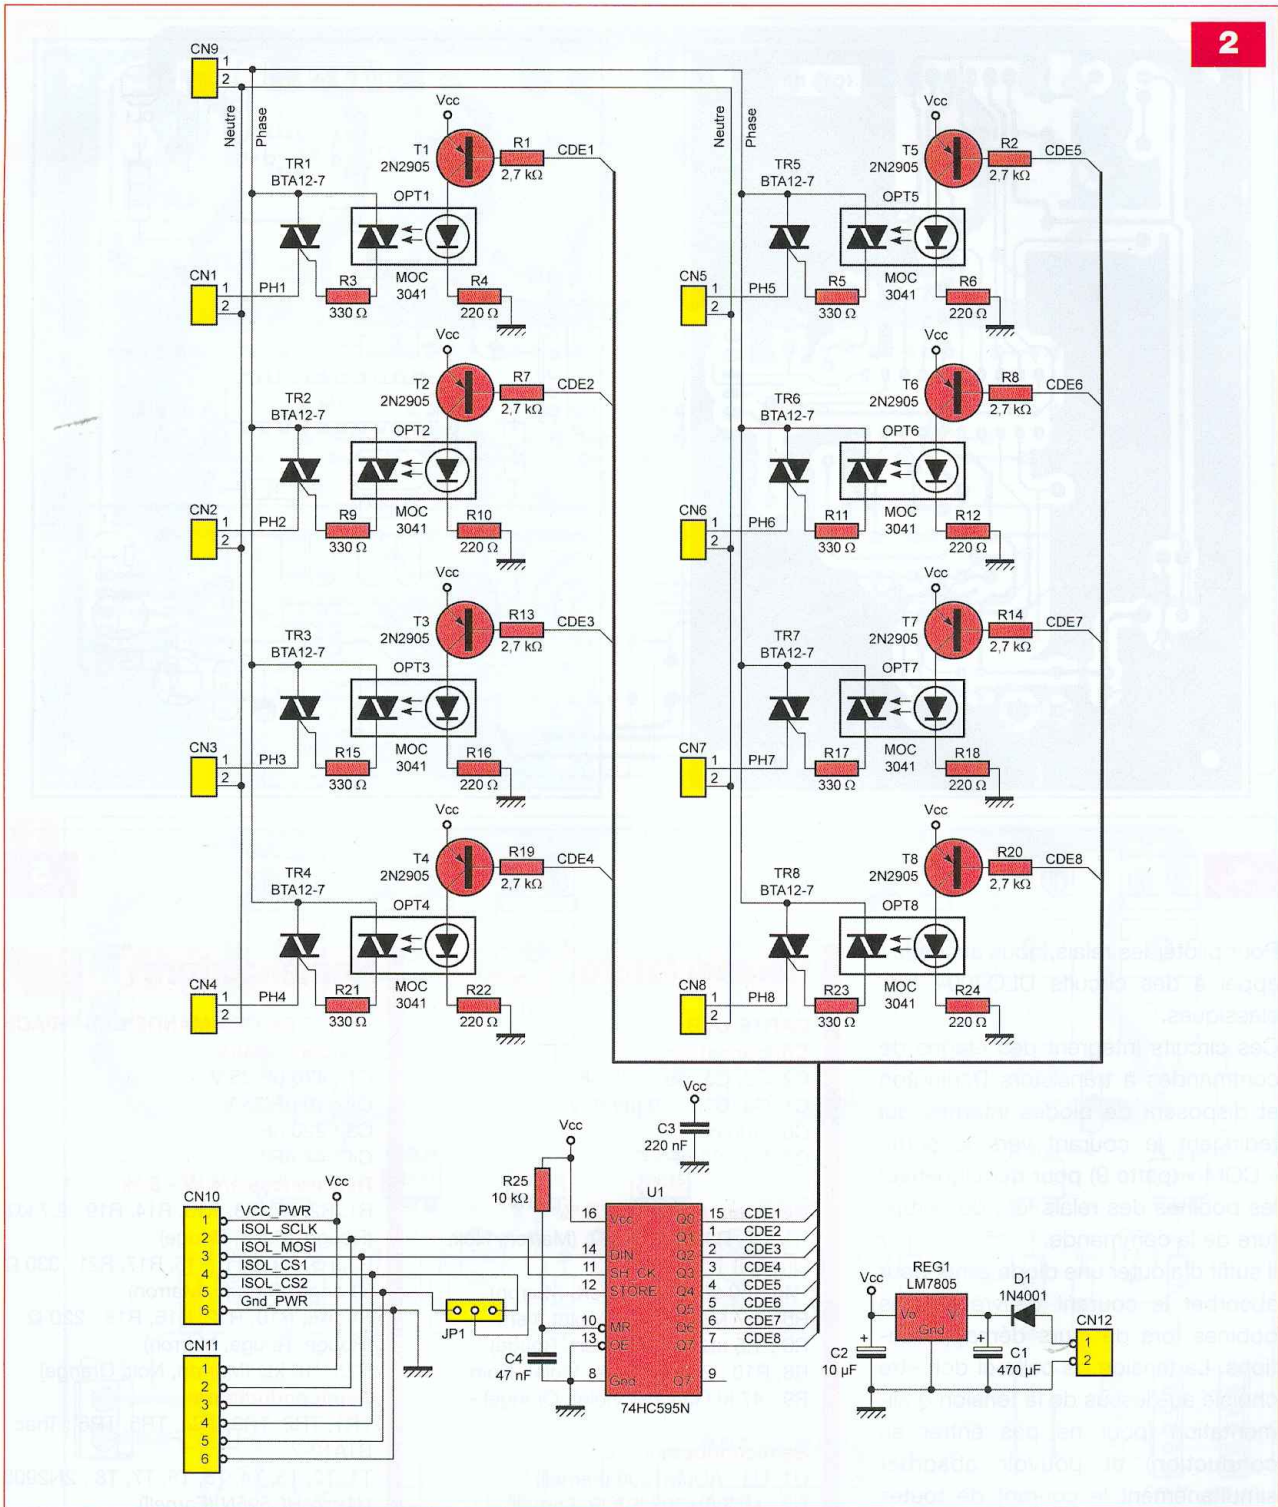 2
CN9
1
2
Neutre
Phase
Vcc
T1
2N2905
R1
2,7 kΩ
CDE1
TR1
BTA12-7
OPT1
MOC
3041
CN1
1
2
PH1
R3
330 Ω
R4
220 Ω
Neutre
Phase
Vcc
T5
2N2905
R2
2,7 kΩ
CDE5
TR5
BTA12-7
OPT5
MOC
3041
CN5
1
2
PH5
R5
330 Ω
R6
220 Ω
Vcc
T2
2N2905
R7
2,7 kΩ
CDE2
TR2
BTA12-7
OPT2
MOC
3041
CN2
1
2
PH2
R9
330 Ω
R10
220 Ω
Vcc
T6
2N2905
R8
2,7 kΩ
CDE6
TR6
BTA12-7
OPT6
MOC
3041
CN6
1
2
PH6
R11
330 Ω
R12
220 Ω
Vcc
T3
2N2905
R13
2,7 kΩ
CDE3
TR3
BTA12-7
OPT3
MOC
3041
CN3
1
2
PH3
R15
330 Ω
R16
220 Ω
Vcc
T7
2N2905
R14
2,7 kΩ
CDE7
TR7
BTA12-7
OPT7
MOC
3041
CN7
1
2
PH7
R17
330 Ω
R18
220 Ω
Vcc
T4
2N2905
R19
2,7 kΩ
CDE4
TR4
BTA12-7
OPT4
MOC
3041
CN4
1
2
PH4
R21
330 Ω
R22
220 Ω
Vcc
T8
2N2905
R20
2,7 kΩ
CDE8
TR8
BTA12-7
OPT8
MOC
3041
CN8
1
2
PH8
R23
330 Ω
R24
220 Ω
Vcc
C3
220 nF
Vcc
R25
10 kΩ
U1
16 Vcc Q0 15 CDE1
Q1 1 CDE2
14 DIN Q2 2 CDE3
11 SH_CK Q3 3 CDE4
12 STORE Q4 4 CDE5
Q5 5 CDE6
10 MR Q6 6 CDE7
13 OE Q7 7 CDE8
8 Gnd Q7' 9
74HC595N
C4
47 nF
Vcc
CN10
1 VCC_PWR
2 ISOL_SCLK
3 ISOL_MOSI
4 ISOL_CS1
5 ISOL_CS2
6 Gnd_PWR
JP1
CN11
1
2
3
4
5
6
Vcc
REG1
LM7805
Vo
Gnd
D1
1N4001
CN12
1
2
+
C2
10 µF
+
C1
470 µF